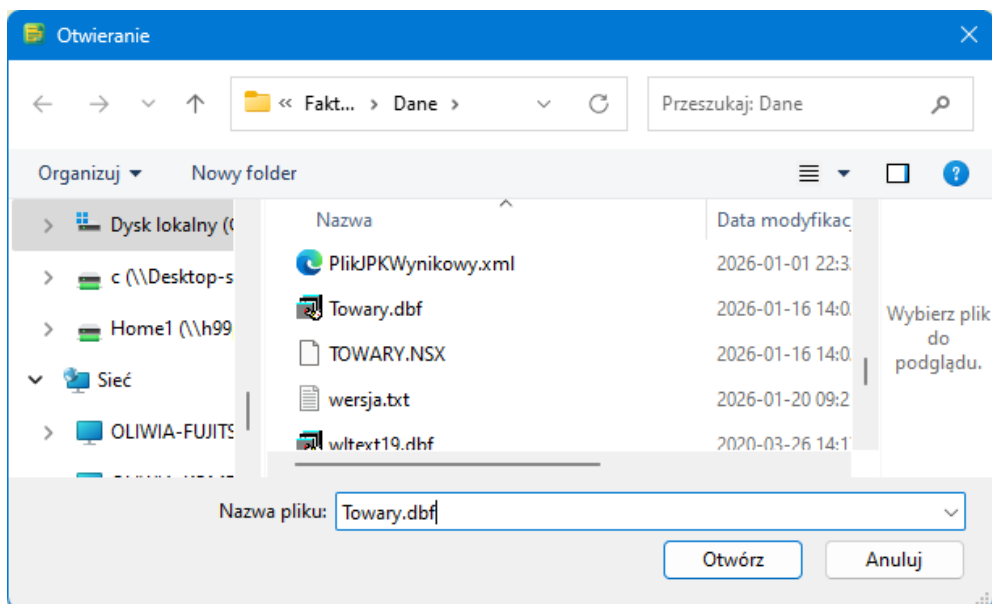 Otwieranie
« Fakt... > Dane >
Przeszukaj: Dane
Organizuj
Nowy folder
Dysk lokalny (
c (\\Desktop-s
Home1 (\\h99
Sieć
OLIWIA-FUJITS
Nazwa
Data modyfikac
PlikJPKWynikowy.xml
2026-01-01 22:3
Towary.dbf
2026-01-16 14:0
TOWARY.NSX
2026-01-16 14:0
wersja.txt
2026-01-20 09:2
wltext19.dbf
2020-03-26 14:1
Wybierz plik
do
podglądu.
Nazwa pliku:
Towary.dbf
Otwórz
Anuluj